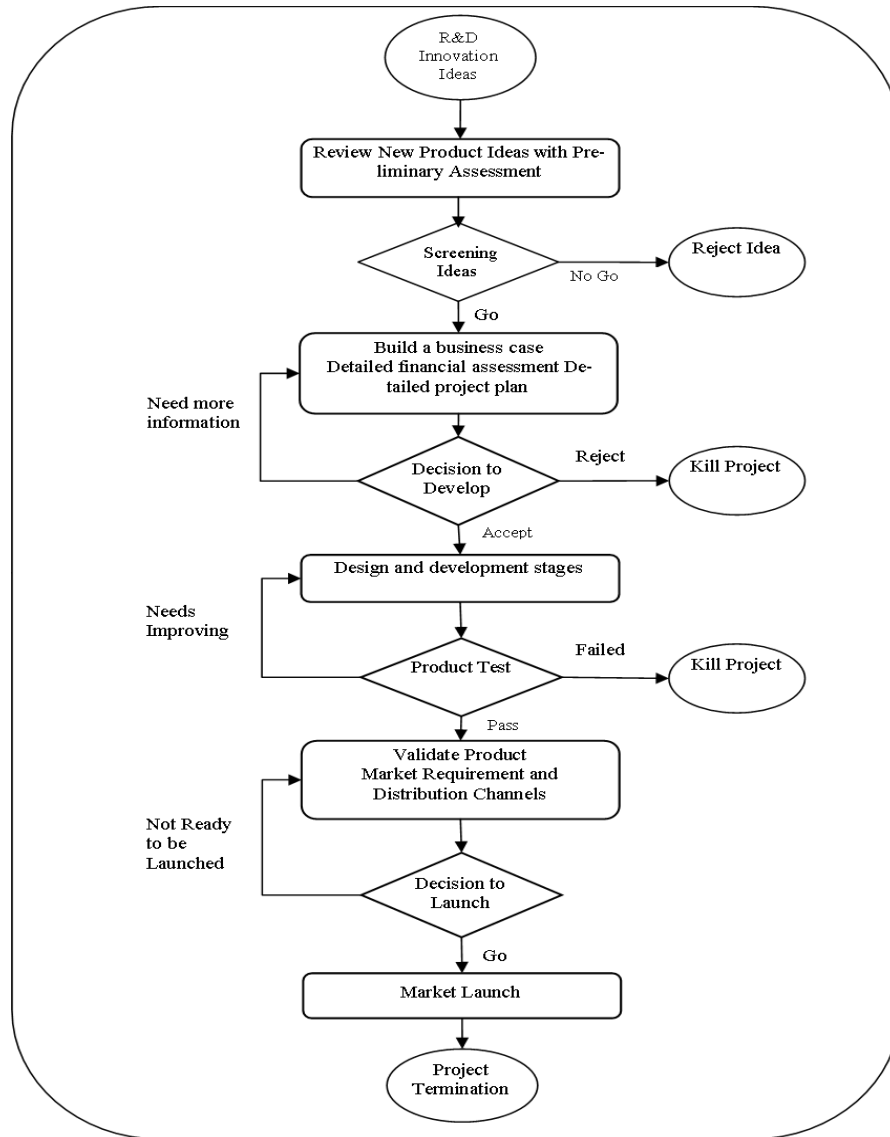 R&D
Innovation
Ideas
Review New Product Ideas with Pre-
liminary Assessment
Screening
Ideas
No Go
Reject Idea
Go
Build a business case
Detailed financial assessment De-
tailed project plan
Need more
information
Decision to
Develop
Reject
Kill Project
Accept
Design and development stages
Needs
Improving
Product Test
Failed
Kill Project
Pass
Validate Product
Market Requirement and
Distribution Channels
Not Ready
to be
Launched
Decision to
Launch
Go
Market Launch
Project
Termination